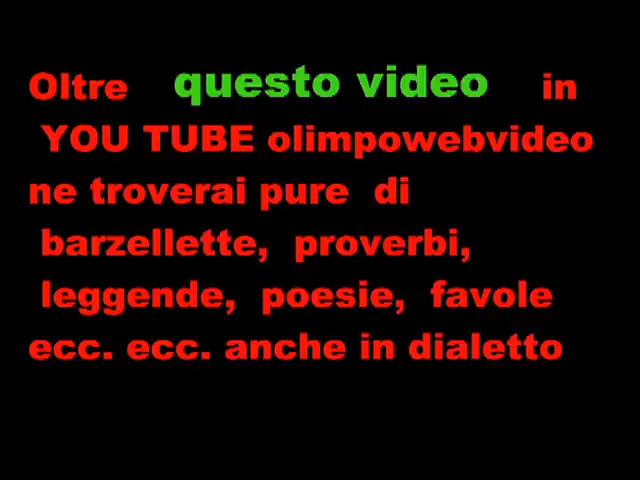 Oltre questo video in
YOU TUBE olimpowebvideo
ne troverai pure di
barzellette, proverbi,
leggende, poesie, favole
ecc. ecc. anche in dialetto